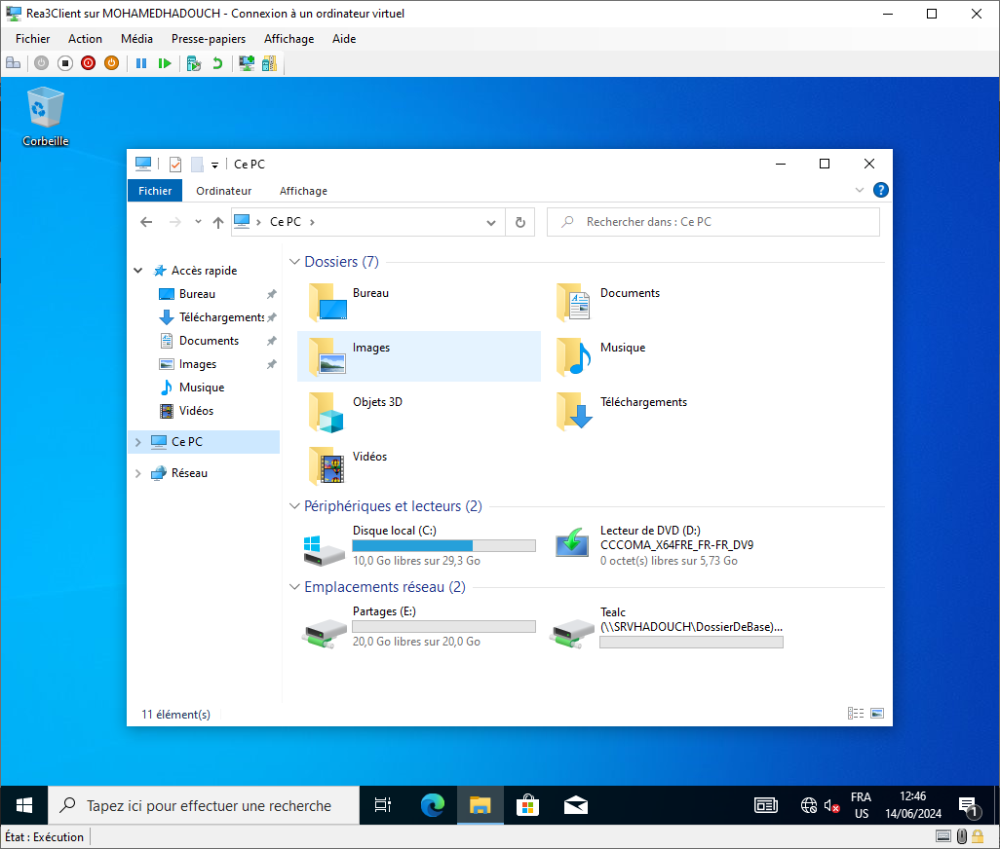 Rea3Client sur MOHAMEDHADOUCH - Connexion à un ordinateur virtuel
Fichier Action Média Presse-papiers Affichage Aide
Corbeille
Ce PC
Fichier Ordinateur Affichage
Ce PC
Rechercher dans : Ce PC
Accès rapide
Bureau
Téléchargements
Documents
Images
Musique
Vidéos
Ce PC
Réseau
Dossiers (7)
Bureau
Documents
Images
Musique
Objets 3D
Téléchargements
Vidéos
Périphériques et lecteurs (2)
Disque local (C:)
10,0 Go libres sur 29,3 Go
Lecteur de DVD (D:)
CCCOMA_X64FRE_FR-FR_DV9
0 octet(s) libres sur 5,73 Go
Emplacements réseau (2)
Partages (E:)
20,0 Go libres sur 20,0 Go
Tealc
(\\SRVHADOUCH\DossierDeBase)...
11 élément(s)
Tapez ici pour effectuer une recherche
FRA
US
12:46
14/06/2024
1
État : Exécution